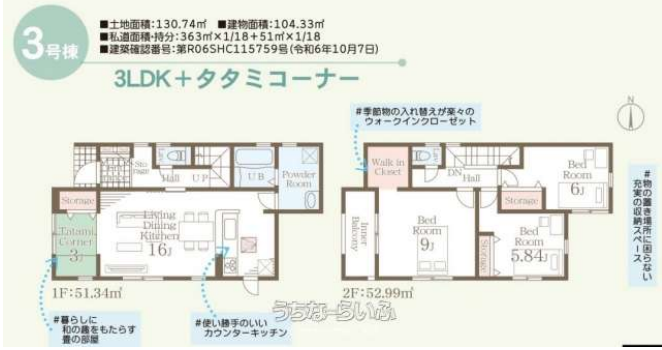 3号棟
■土地面積:130.74㎡ ■建物面積:104.33㎡
■私道面積・持分:363㎡×1/18+51㎡×1/18
■建築確認番号:第R06SHC115759号(令和6年10月7日)
3LDK+タタミコーナー
#季節物の入れ替えが楽々の
ウォークインクローゼット
N
Storage
Hall
UP
UB
Powder
Room
Storage
Tatami
Corner
3J
Living
Dining
Kitchen
16J
1F:51.34㎡
#暮らしに
和の趣をもたらす
畳の部屋
#使い勝手のいい
カウンターキッチン
Walk in
Closet
DN
Hall
Bed
Room
6J
Storage
Inner
Balcony
Bed
Room
9J
Storage
Bed
Room
5.84J
2F:52.99㎡
#物の置き場所に困らない
充実の収納スペース
うちなーらいふ